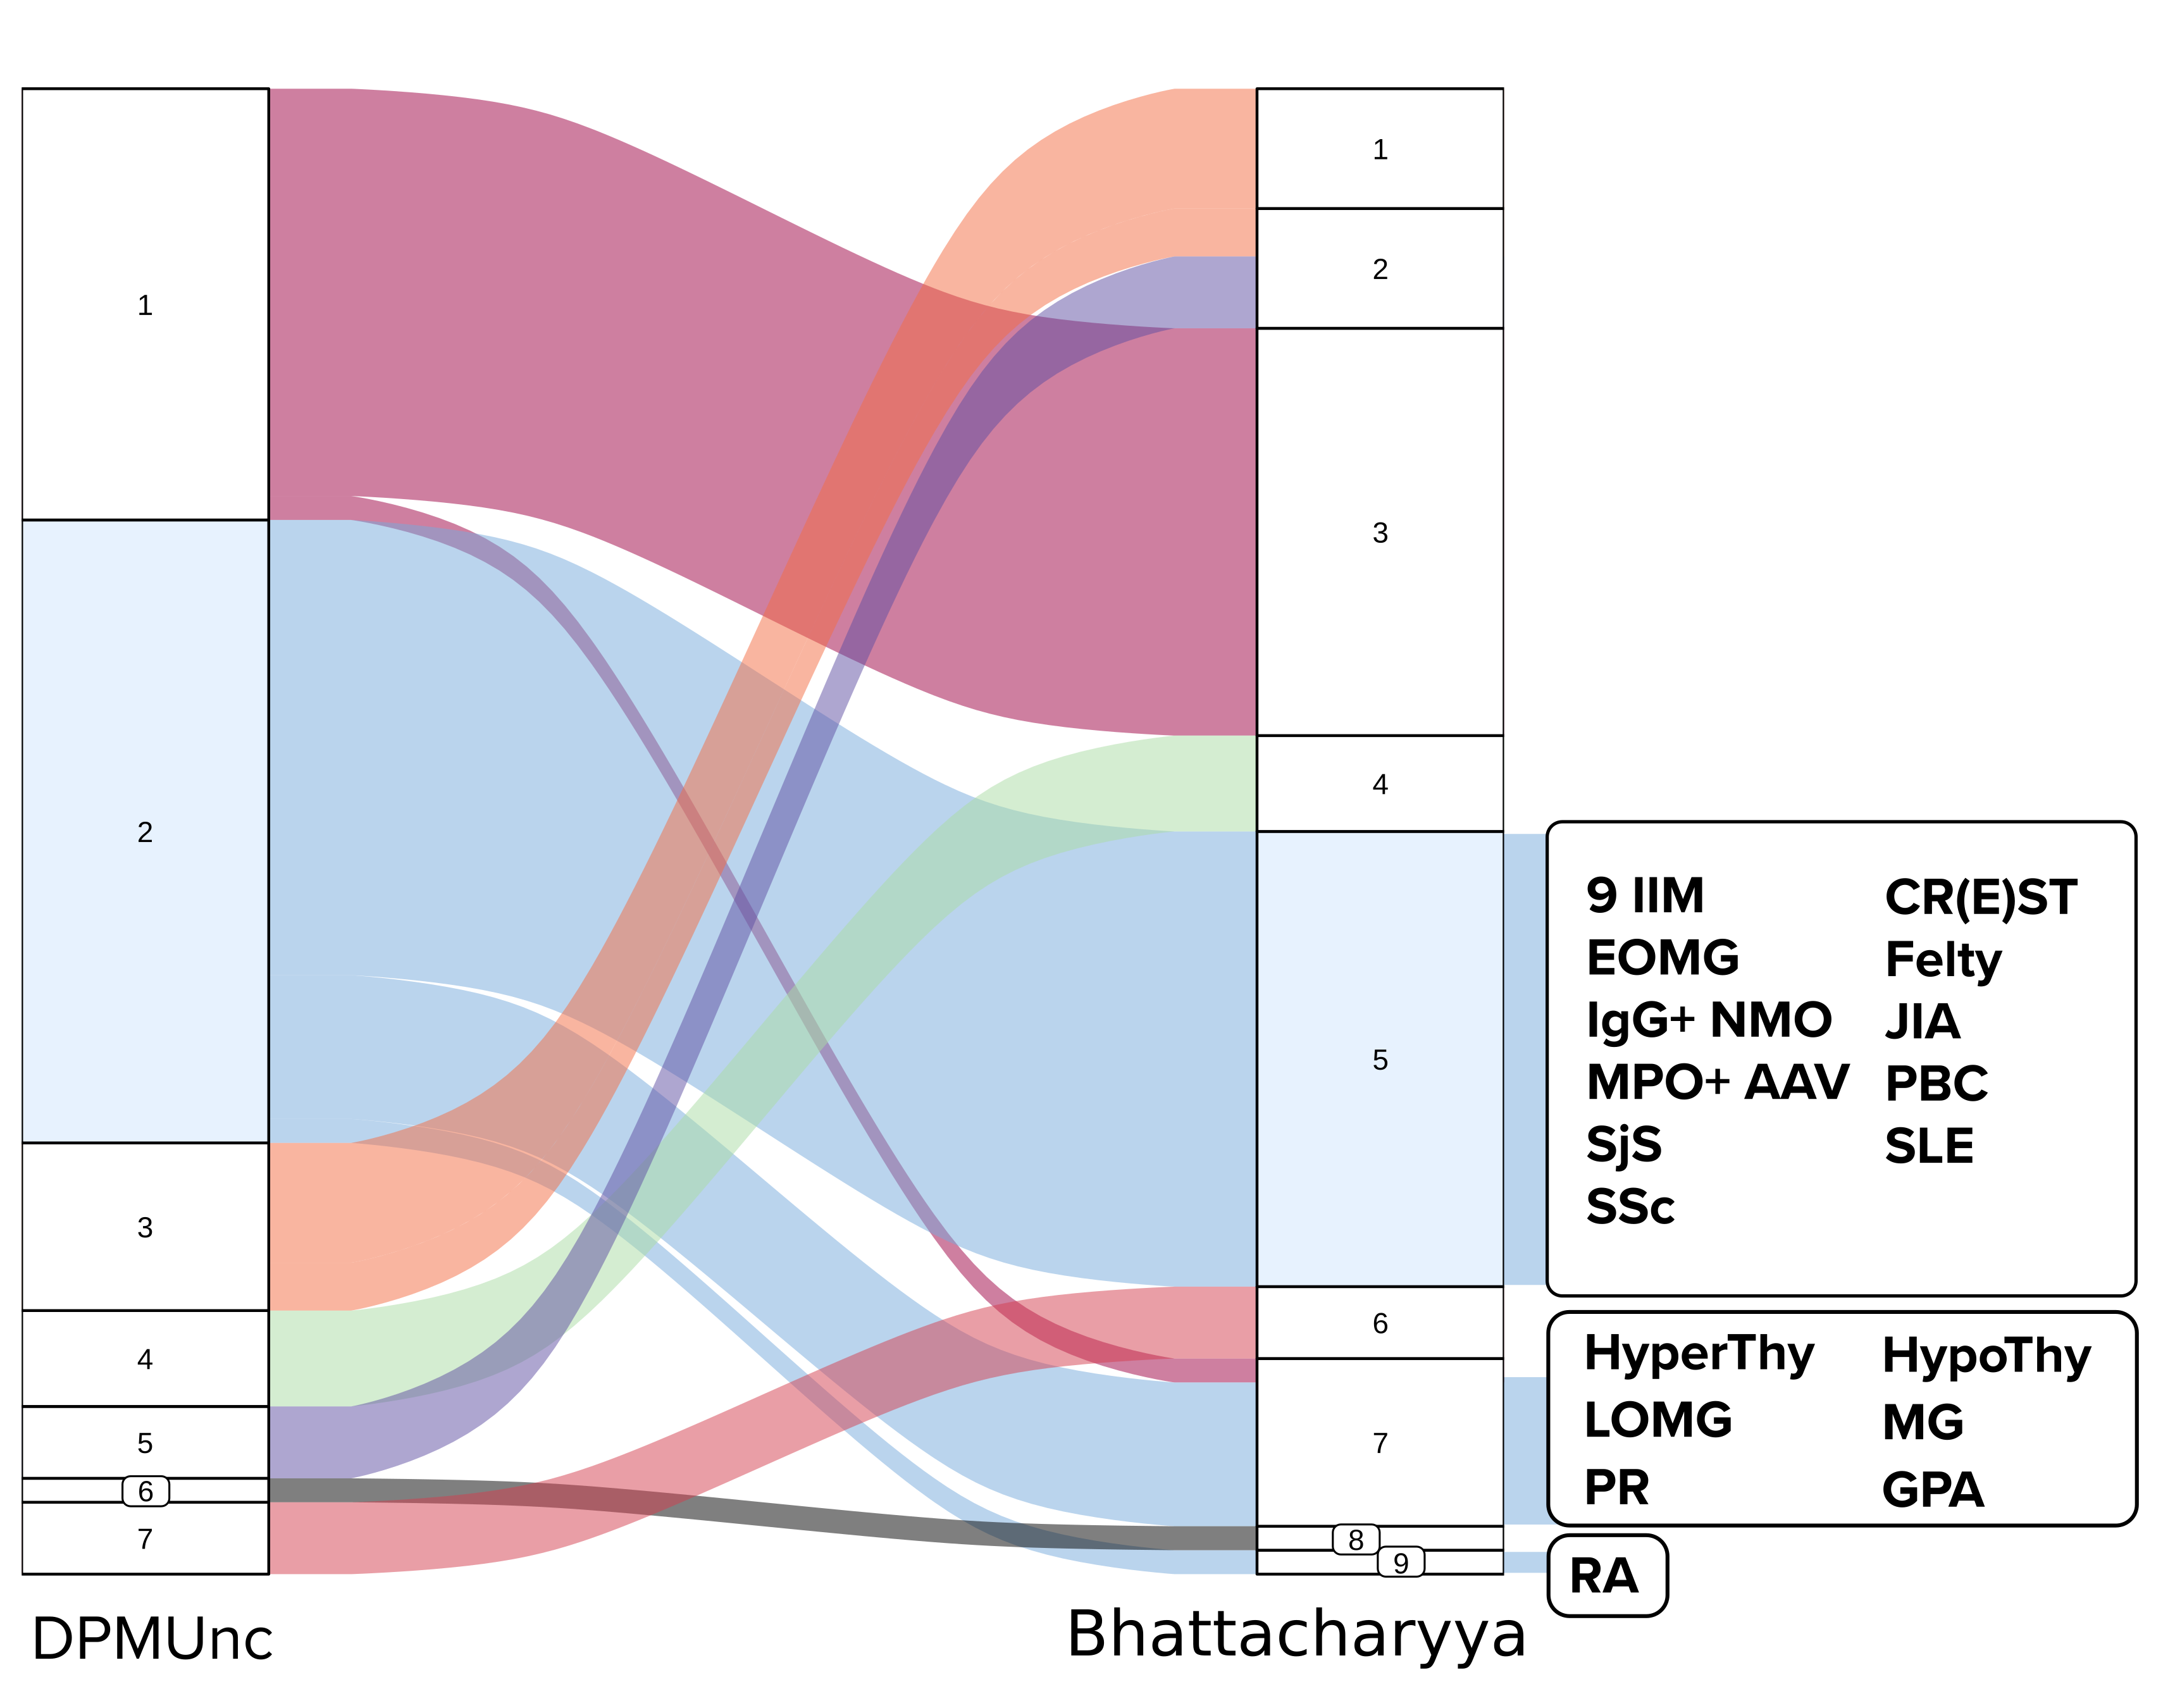 1
2
3
4
5
6
7
1
2
3
4
5
6
7
8
9
9 IIM
EOMG
IgG+ NMO
MPO+ AAV
SjS
SSc
CR(E)ST
Felty
JIA
PBC
SLE
HyperThy
LOMG
PR
HypoThy
MG
GPA
RA
DPMUnc
Bhattacharyya